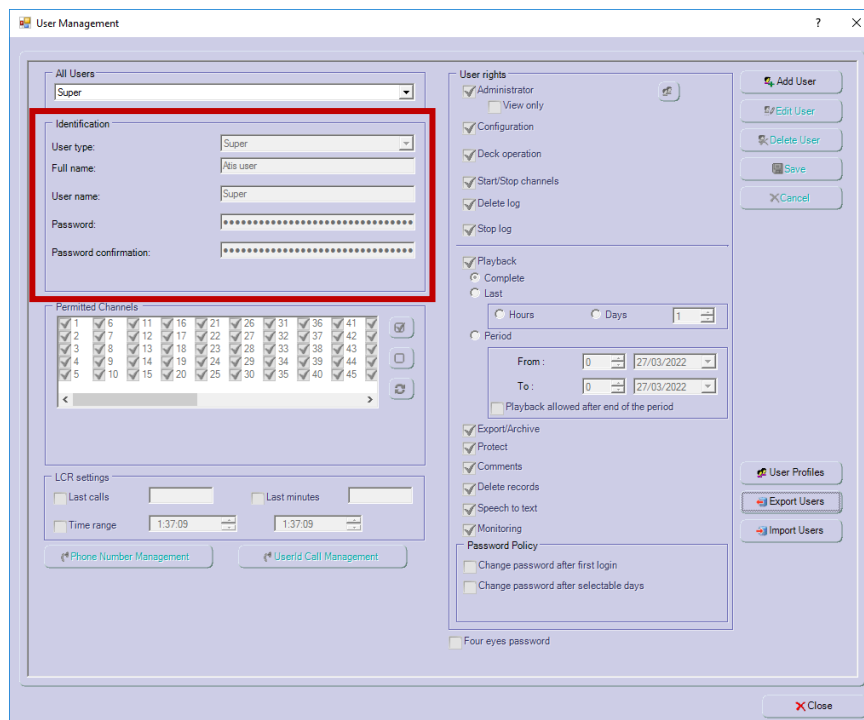 User Management
?
All Users
Super
Identification
User type:
Super
Full name:
Atis user
User name:
Super
Password:
••••••••••••••••••••••••••••••••
Password confirmation:
••••••••••••••••••••••••••••••••
Permitted Channels
1 6 11 16 21 26 31 36 41
2 7 12 17 22 27 32 37 42
3 8 13 18 23 28 33 38 43
4 9 14 19 24 29 34 39 44
5 10 15 20 25 30 35 40 45
LCR settings
Last calls
Last minutes
Time range
1:37:09
1:37:09
Phone Number Management
UserId Call Management
User rights
Administrator
View only
Configuration
Deck operation
Start/Stop channels
Delete log
Stop log
Playback
Complete
Last
Hours
Days
1
Period
From :
0
27/03/2022
To :
0
27/03/2022
Playback allowed after end of the period
Export/Archive
Protect
Comments
Delete records
Speech to text
Monitoring
Password Policy
Change password after first login
Change password after selectable days
Four eyes password
Add User
Edit User
Delete User
Save
Cancel
User Profiles
Export Users
Import Users
Close